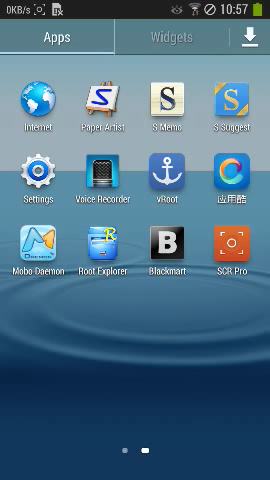 0KB/s 10:57
Apps Widgets
Internet Paper Artist S Memo S Suggest
Settings Voice Recorder vRoot 应用酷
Mobo Daemon Root Explorer Blackmart SCR Pro